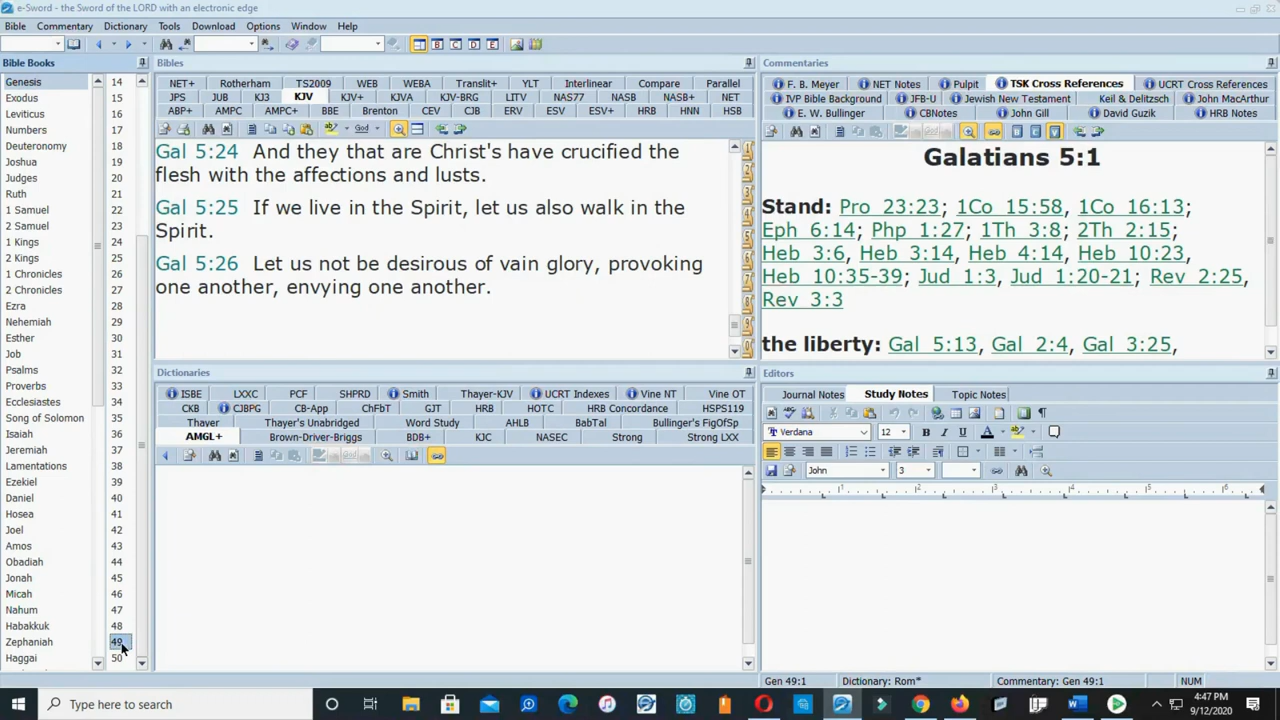 e-Sword - the Sword of the LORD with an electronic edge
Bible Commentary Dictionary Tools Download Options Window Help
B C D E
Bible Books
Genesis 14
Exodus 15
Leviticus 16
Numbers 17
Deuteronomy 18
Joshua 19
Judges 20
Ruth 21
1 Samuel 22
2 Samuel 23
1 Kings 24
2 Kings 25
1 Chronicles 26
2 Chronicles 27
Ezra 28
Nehemiah 29
Esther 30
Job 31
Psalms 32
Proverbs 33
Ecclesiastes 34
Song of Solomon 35
Isaiah 36
Jeremiah 37
Lamentations 38
Ezekiel 39
Daniel 40
Hosea 41
Joel 42
Amos 43
Obadiah 44
Jonah 45
Micah 46
Nahum 47
Habakkuk 48
Zephaniah 49
Haggai 50
Bibles
NET+ Rotherham TS2009 WEB WEBA Translit+ YLT Interlinear Compare Parallel
JPS JUB KJ3 KJV KJV+ KJVA KJV-BRG LITV NAS77 NASB NASB+ NET
ABP+ AMPC AMPC+ BBE Brenton CEV CJB ERV ESV ESV+ HRB HNN HSB
God
Gal 5:24 And they that are Christ's have crucified the
flesh with the affections and lusts.
Gal 5:25 If we live in the Spirit, let us also walk in the
Spirit.
Gal 5:26 Let us not be desirous of vain glory, provoking
one another, envying one another.
Commentaries
F. B. Meyer NET Notes Pulpit TSK Cross References UCRT Cross References
IVP Bible Background JFB-U Jewish New Testament Keil & Delitzsch John MacArthur
E. W. Bullinger CBNotes John Gill David Guzik HRB Notes
B C V
Galatians 5:1
Stand: Pro 23:23; 1Co 15:58, 1Co 16:13;
Eph 6:14; Php 1:27; 1Th 3:8; 2Th 2:15;
Heb 3:6, Heb 3:14, Heb 4:14, Heb 10:23,
Heb 10:35-39; Jud 1:3, Jud 1:20-21; Rev 2:25,
Rev 3:3
the liberty: Gal 5:13, Gal 2:4, Gal 3:25,
Dictionaries
ISBE LXXC PCF SHPRD Smith Thayer-KJV UCRT Indexes Vine NT Vine OT
CKB CJBPG CB-App ChFbT GJT HRB HOTC HRB Concordance HSPS119
Thayer Thayer's Unabridged Word Study AHLB BabTal Bullinger's FigOfSp
AMGL+ Brown-Driver-Briggs BDB+ KJC NASEC Strong Strong LXX
Editors
Journal Notes Study Notes Topic Notes
Verdana 12 B I U A
John 3
1 2 3 4 5 6
Gen 49:1 Dictionary: Rom* Commentary: Gen 49:1 NUM
Type here to search
4:47 PM
9/12/2020